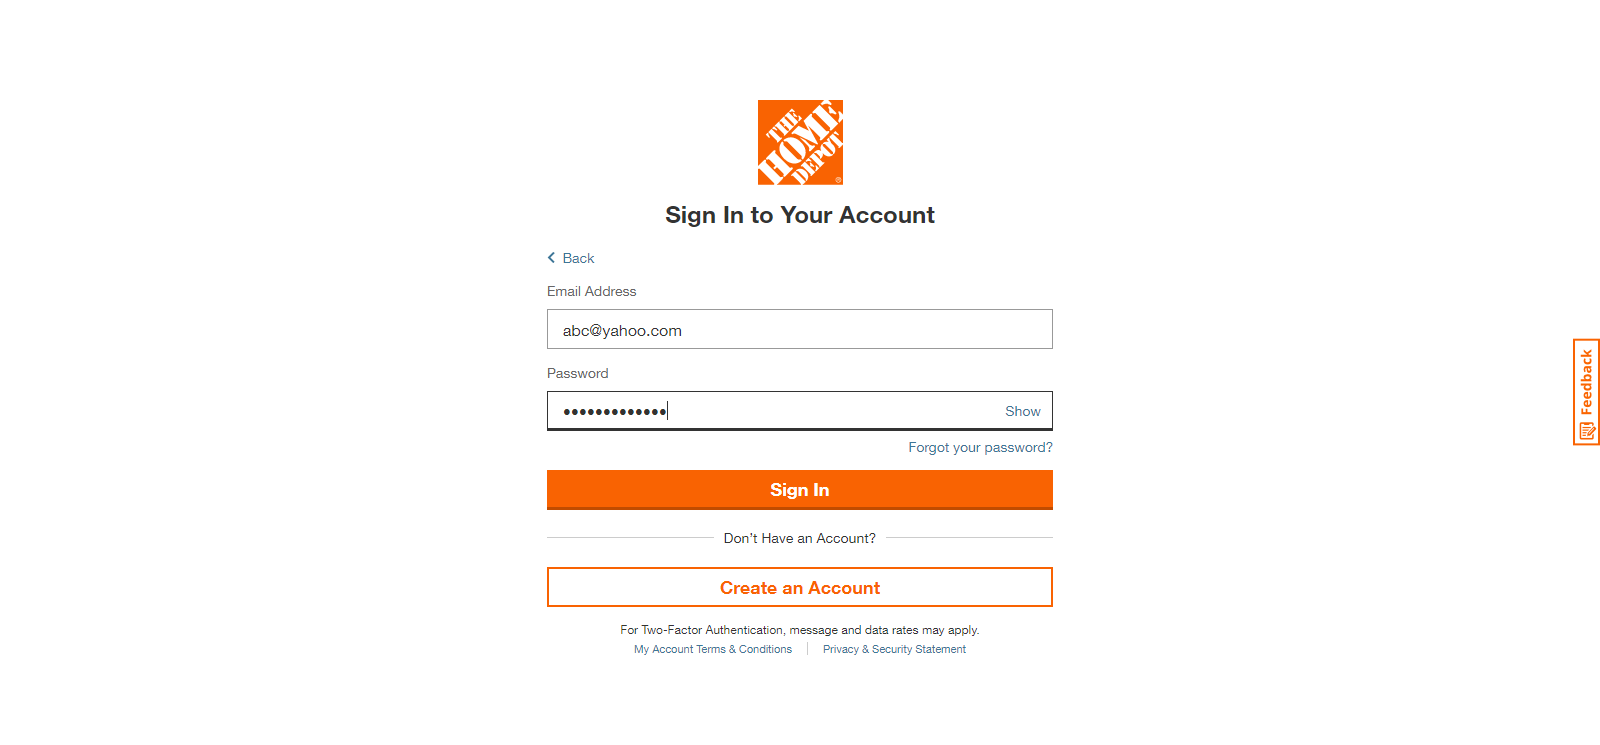 THE
HOME
DEPOT
®
Sign In to Your Account
Back
Email Address
abc@yahoo.com
Password
•••••••••••••
Show
Forgot your password?
Sign In
Don't Have an Account?
Create an Account
For Two-Factor Authentication, message and data rates may apply.
My Account Terms & Conditions | Privacy & Security Statement
Feedback